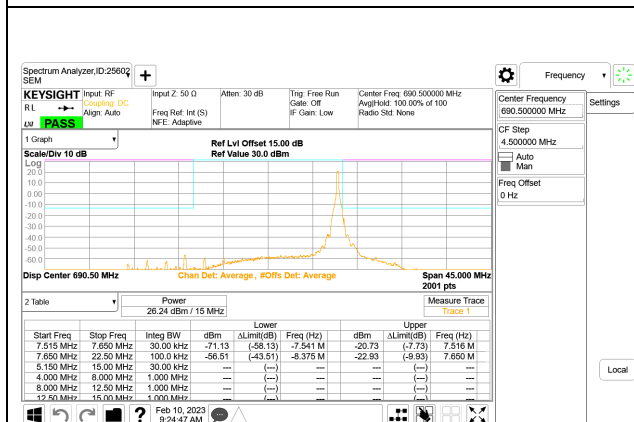 Spectrum Analyzer,ID:25602
SEM
KEYSIGHT
Input: RF
Input Z: 50 Ω
Atten: 30 dB
Trig: Free Run
Center Freq: 690.500000 MHz
RL
Coupling: DC
Gate: Off
Avg|Hold: 100.00% of 100
Align: Auto
Freq Ref: Int (S)
IF Gain: Low
Radio Std: None
LXI
PASS
NFE: Adaptive
1 Graph
Ref Lvl Offset 15.00 dB
Scale/Div 10 dB
Ref Value 30.0 dBm
Log
20.0
10.0
0.00
-10.0
-20.0
-30.0
-40.0
-50.0
-60.0
Disp Center 690.50 MHz
Chan Det: Average, #Offs Det: Average
Span 45.000 MHz
2001 pts
2 Table
Power
26.24 dBm / 15 MHz
Measure Trace
Trace 1
Lower
Upper
Start Freq Stop Freq Integ BW dBm ΔLimit(dB) Freq (Hz) dBm ΔLimit(dB) Freq (Hz)
7.515 MHz 7.650 MHz 30.00 kHz -71.13 (-58.13) -7.541 M -20.73 (-7.73) 7.516 M
7.650 MHz 22.50 MHz 100.0 kHz -56.51 (-43.51) -8.375 M -22.93 (-9.93) 7.650 M
5.150 MHz 15.00 MHz 30.00 kHz --- (---) --- --- (---) ---
4.000 MHz 8.000 MHz 1.000 MHz --- (---) --- --- (---) ---
8.000 MHz 12.50 MHz 1.000 MHz --- (---) --- --- (---) ---
12.50 MHz 15.00 MHz 1.000 MHz --- (---) --- --- (---) ---
?
Feb 10, 2023
9:24:47 AM
Frequency
Center Frequency
690.500000 MHz
Settings
CF Step
4.500000 MHz
Auto
Man
Freq Offset
0 Hz
Local